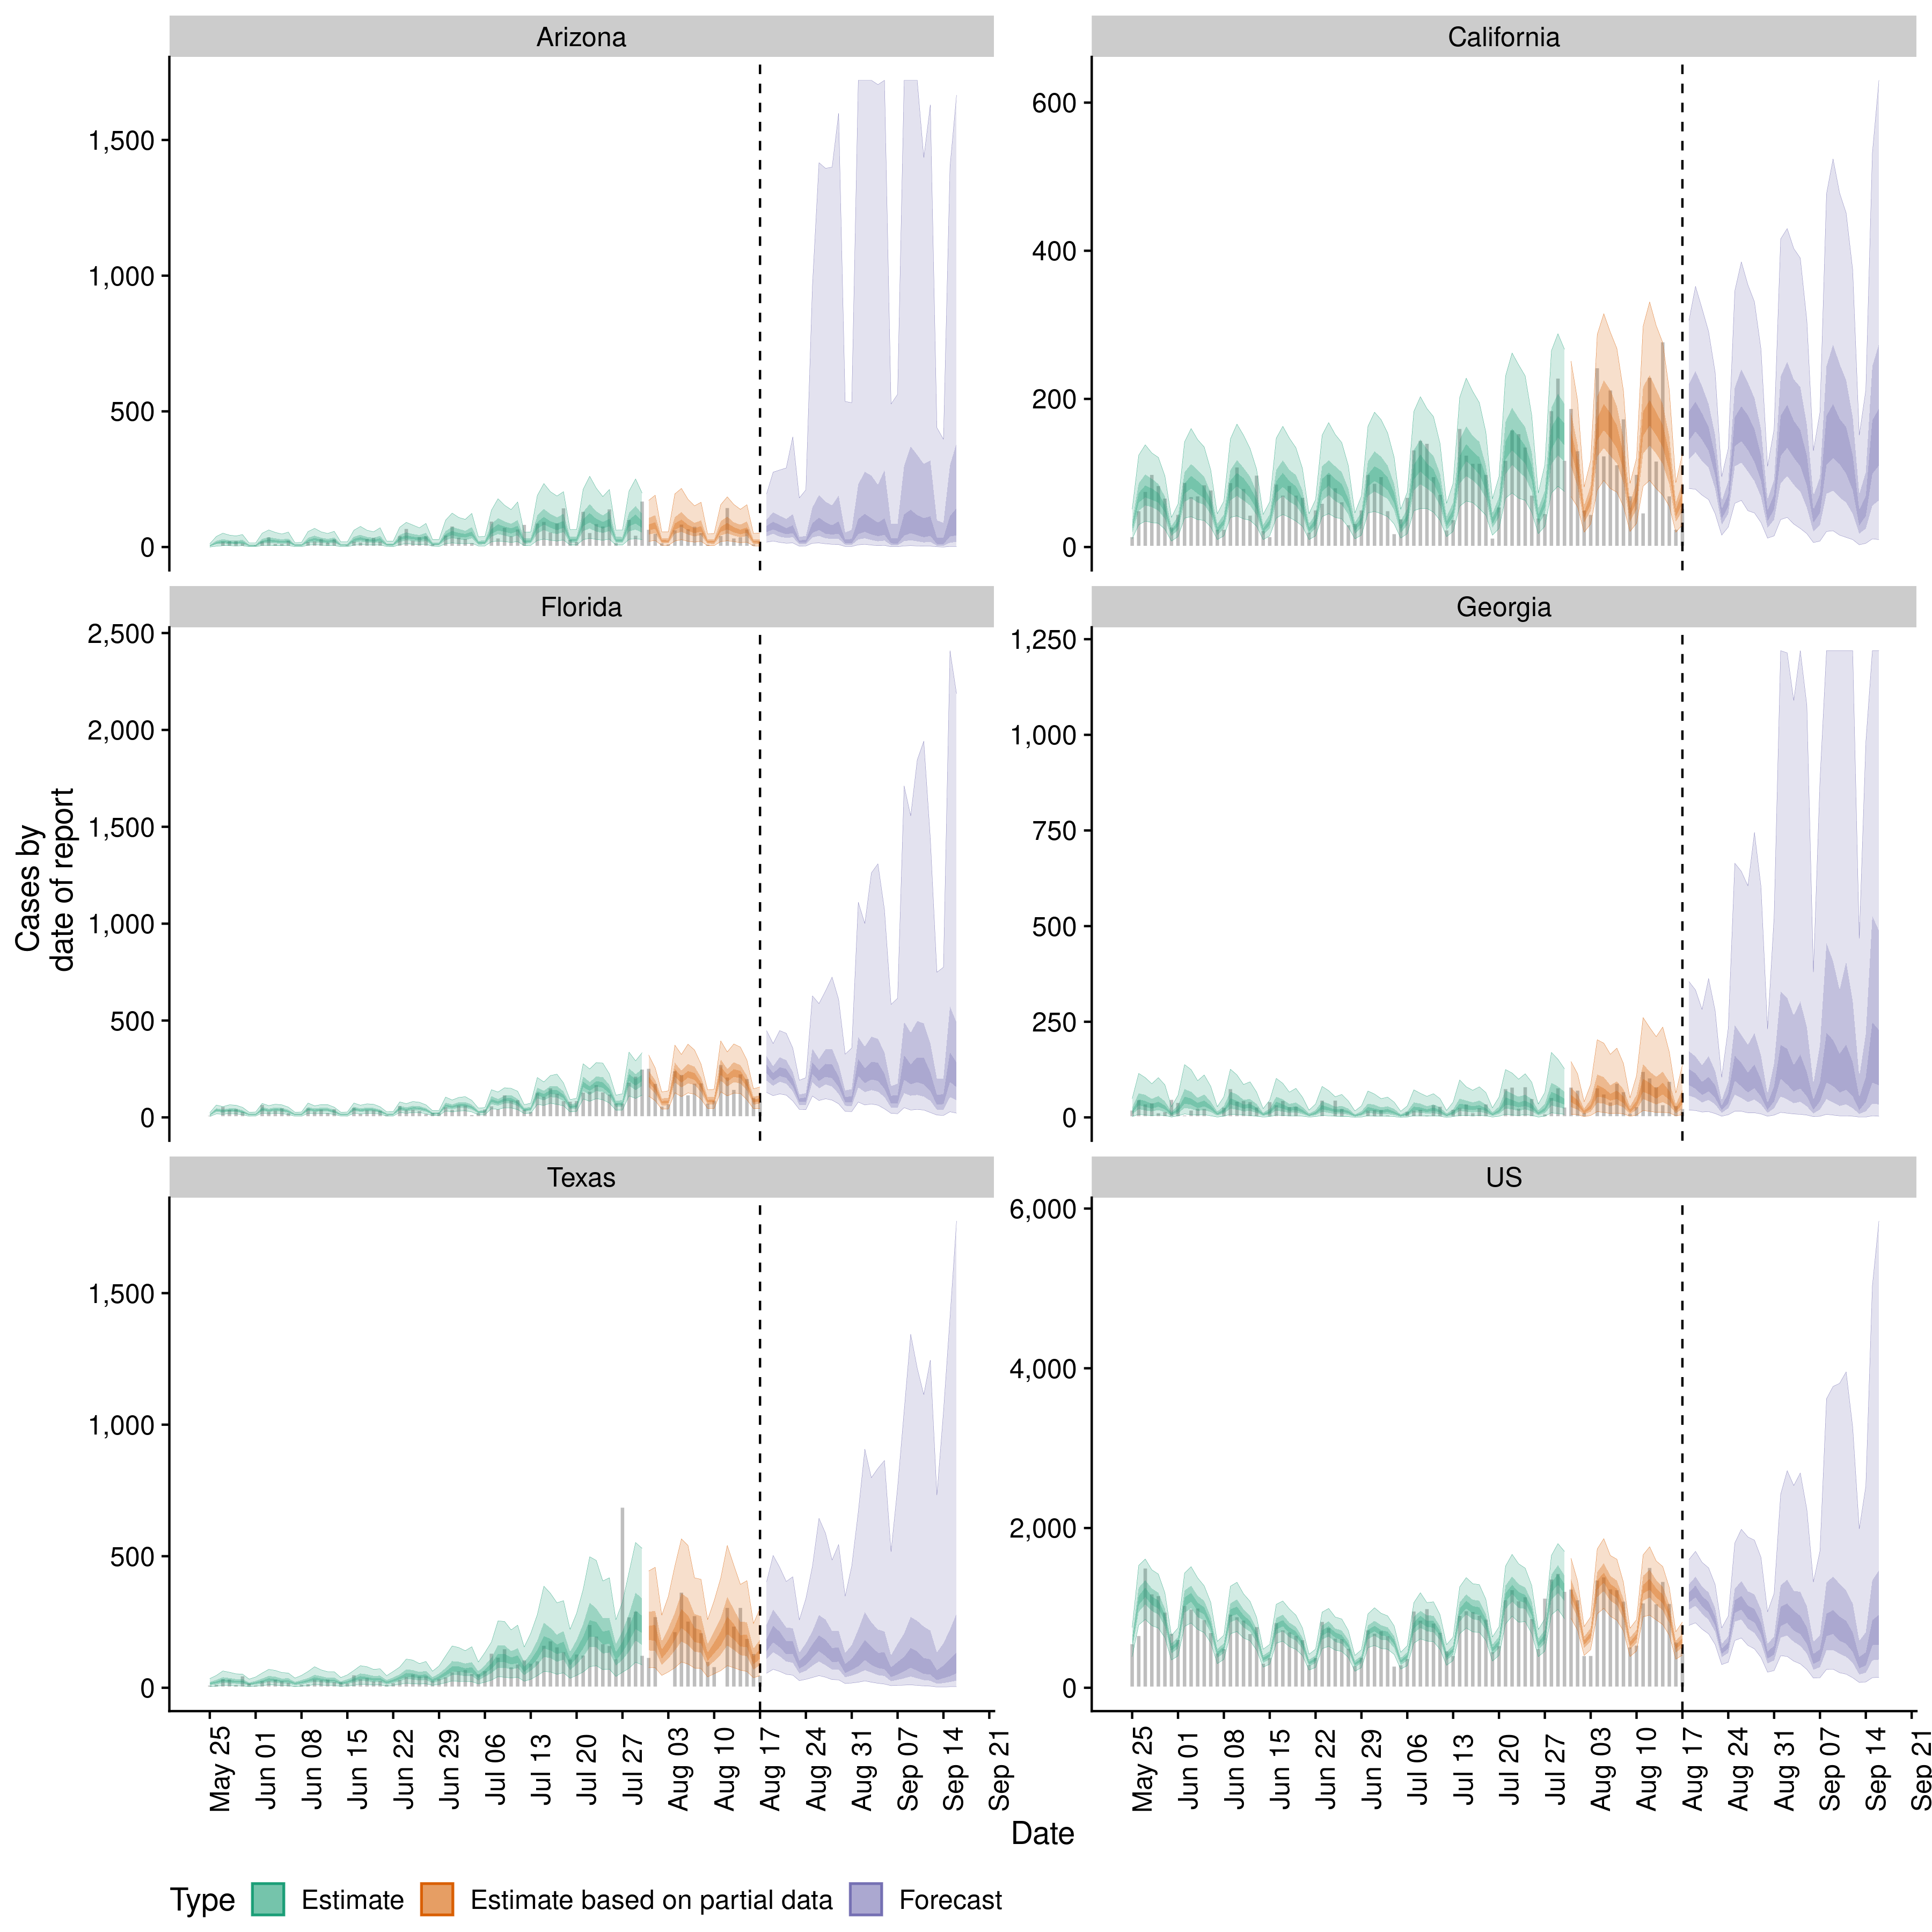 Arizona
California
1,500
1,000
500
0
600
400
200
0
Florida
Georgia
Cases by
date of report
2,500
2,000
1,500
1,000
500
0
1,250
1,000
750
500
250
0
Texas
US
1,500
1,000
500
0
6,000
4,000
2,000
0
May 25
Jun 01
Jun 08
Jun 15
Jun 22
Jun 29
Jul 06
Jul 13
Jul 20
Jul 27
Aug 03
Aug 10
Aug 17
Aug 24
Aug 31
Sep 07
Sep 14
Sep 21
May 25
Jun 01
Jun 08
Jun 15
Jun 22
Jun 29
Jul 06
Jul 13
Jul 20
Jul 27
Aug 03
Aug 10
Aug 17
Aug 24
Aug 31
Sep 07
Sep 14
Sep 21
Date
Type Estimate Estimate based on partial data Forecast